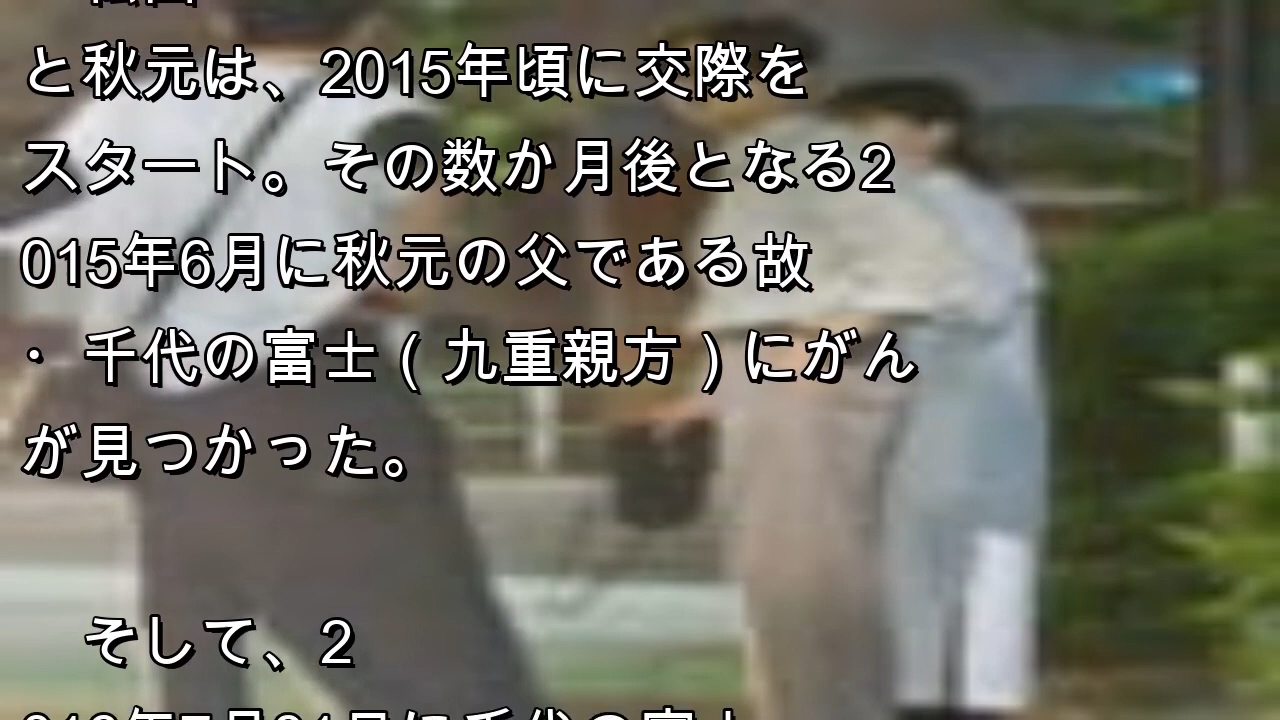 と秋元は、2015年頃に交際を
スタート。その数か月後となる2
015年6月に秋元の父である故
・千代の富士(九重親方)にがん
が見つかった。
そして、2